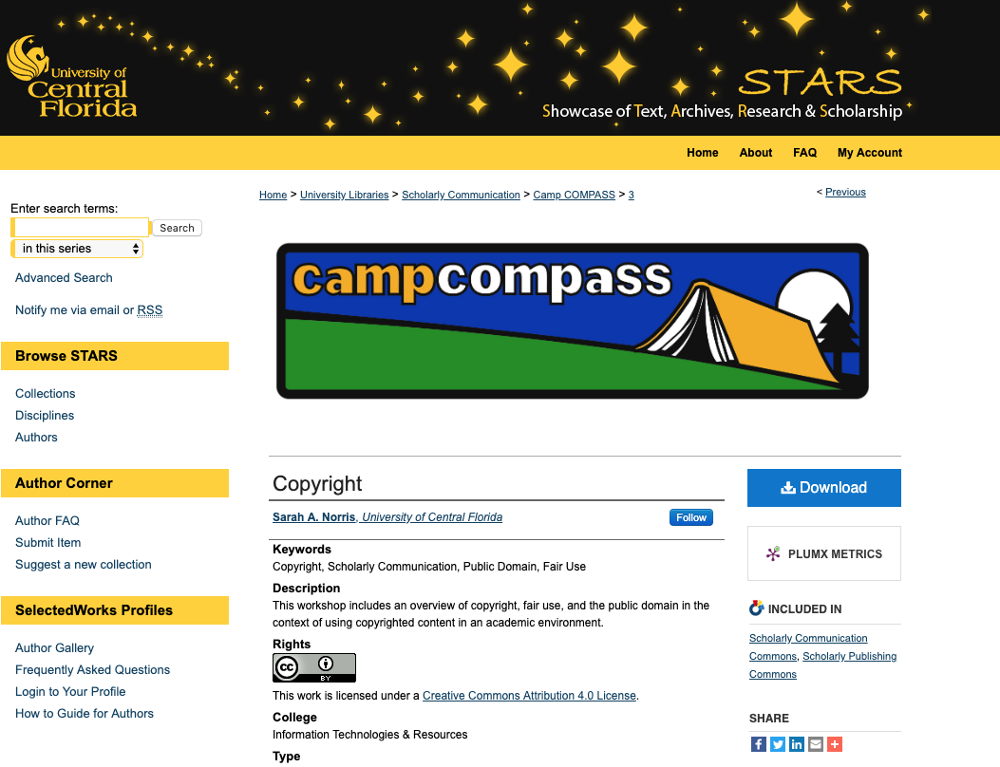 University of
Central
Florida
STARS
Showcase of Text, Archives, Research & Scholarship
Home About FAQ My Account
Home > University Libraries > Scholarly Communication > Camp COMPASS > 3
< Previous
Enter search terms:
Search
in this series
Advanced Search
Notify me via email or RSS
Browse STARS
Collections
Disciplines
Authors
Author Corner
Author FAQ
Submit Item
Suggest a new collection
SelectedWorks Profiles
Author Gallery
Frequently Asked Questions
Login to Your Profile
How to Guide for Authors
campcompass
Copyright
Sarah A. Norris, University of Central Florida
Follow
Keywords
Copyright, Scholarly Communication, Public Domain, Fair Use
Description
This workshop includes an overview of copyright, fair use, and the public domain in the
context of using copyrighted content in an academic environment.
Rights
cc
BY
This work is licensed under a Creative Commons Attribution 4.0 License.
College
Information Technologies & Resources
Type
Download
PLUMX METRICS
INCLUDED IN
Scholarly Communication
Commons, Scholarly Publishing
Commons
SHARE